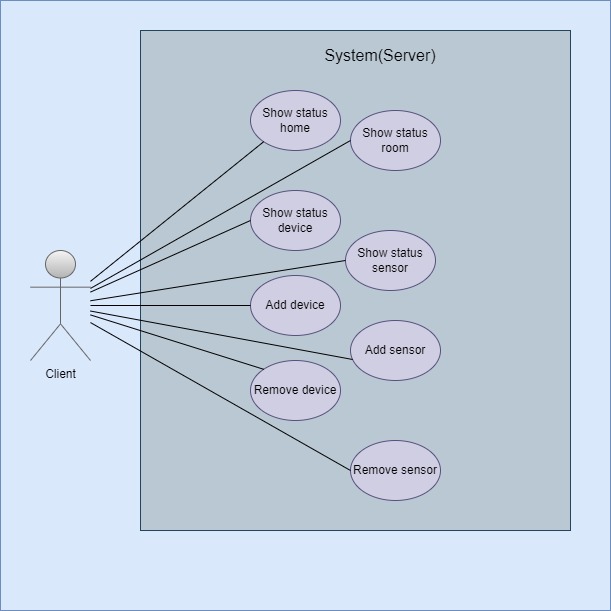 System(Server)
Show status
home
Show status
room
Show status
device
Show status
sensor
Add device
Add sensor
Remove device
Remove sensor
Client